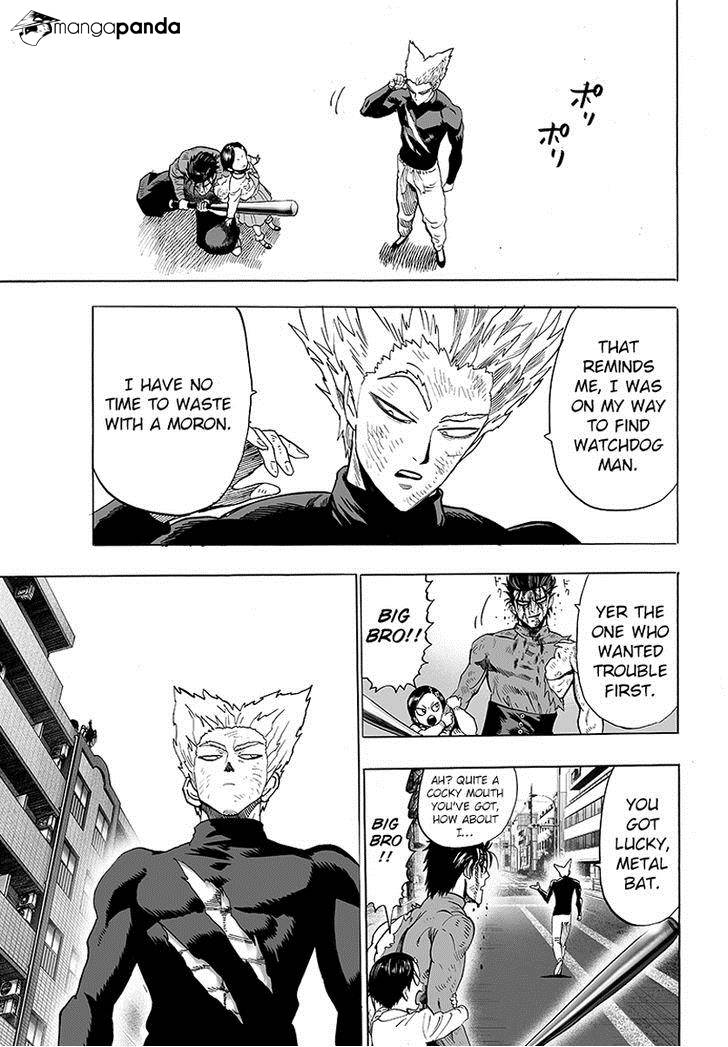 mangapanda
ポリ
ポリ
THAT
REMINDS
ME, I WAS
ON MY WAY
TO FIND
WATCHDOG
MAN.
I HAVE NO
TIME TO WASTE
WITH A MORON.
YER THE
ONE WHO
WANTED
TROUBLE
FIRST.
BIG
BRO!!
YOU
GOT
LUCKY,
METAL
BAT.
AH? QUITE A
COCKY MOUTH
YOU'VE GOT,
HOW ABOUT
I...
BIG
BRO
!!